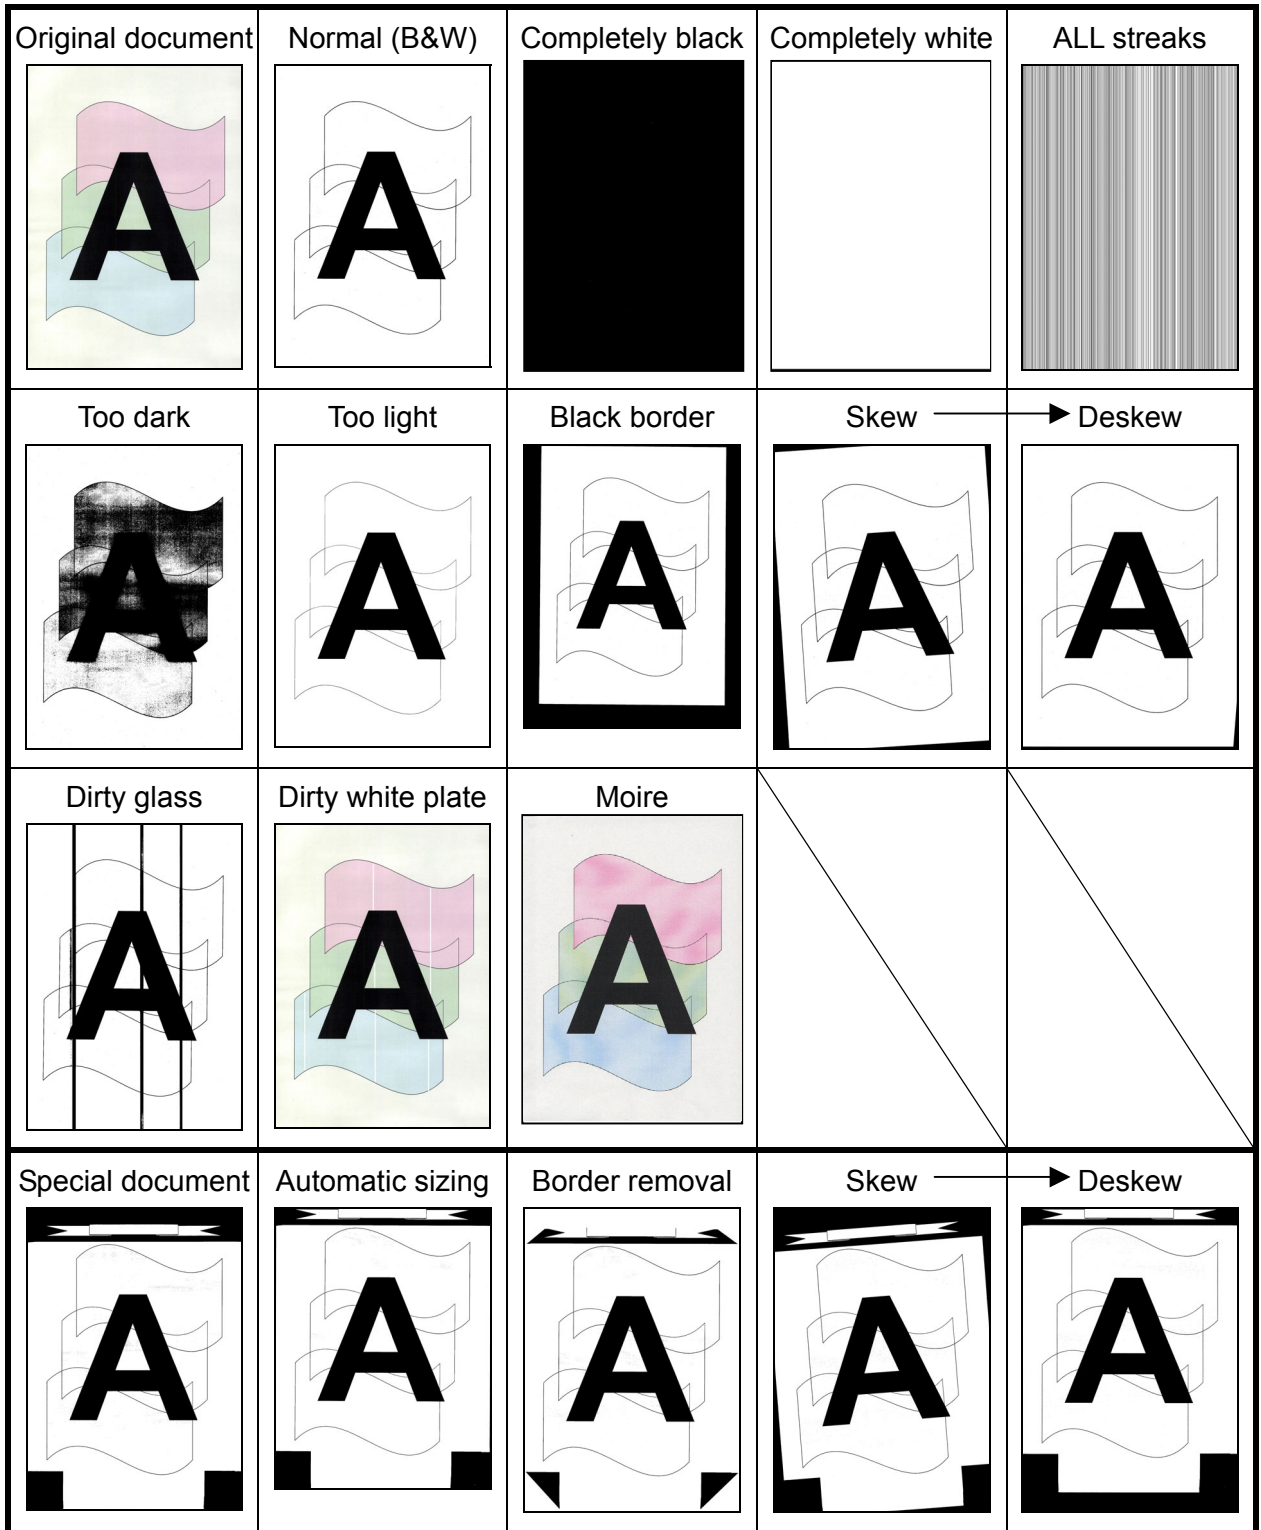 Original document
Normal (B&W)
Completely black
Completely white
ALL streaks
A
A
Too dark
Too light
Black border
Skew
Deskew
A
A
A
A
A
Dirty glass
Dirty white plate
Moire
A
A
A
Special document
Automatic sizing
Border removal
Skew
Deskew
A
A
A
A
A